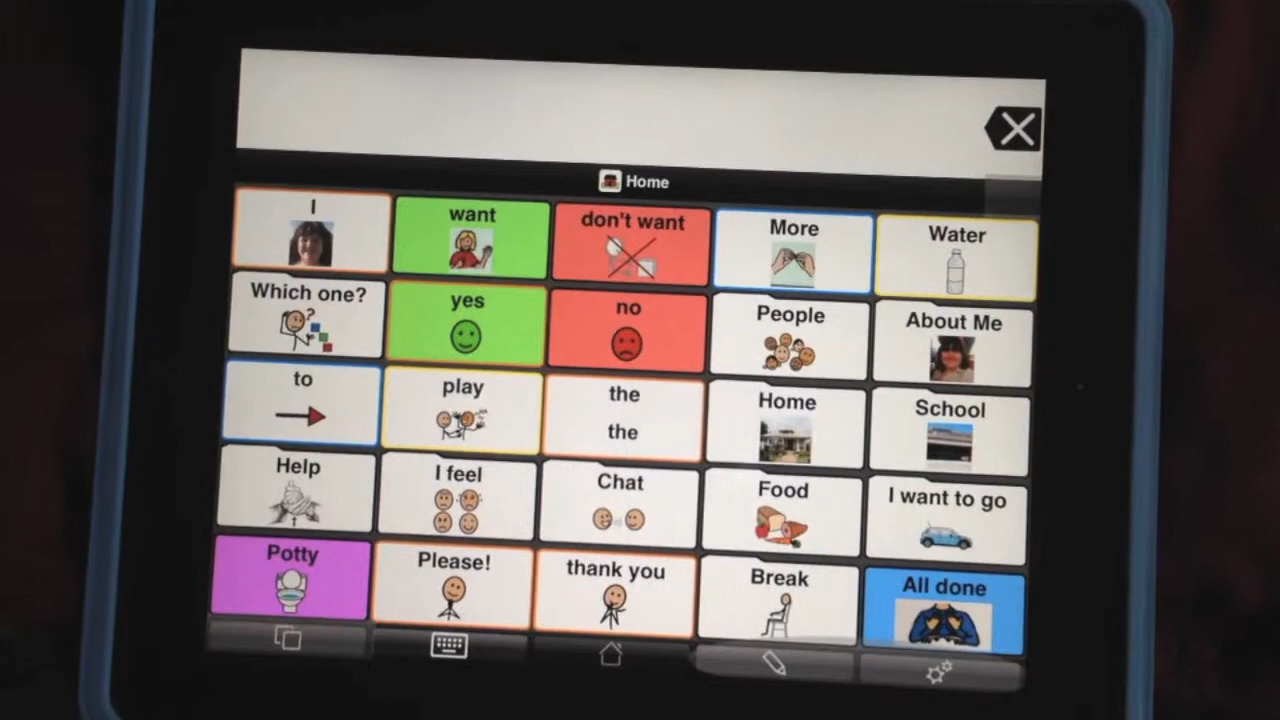 Home
I
want
don't want
More
Water
Which one?
yes
no
People
About Me
to
play
the
the
Home
School
Help
I feel
Chat
Food
I want to go
Potty
Please!
thank you
Break
All done